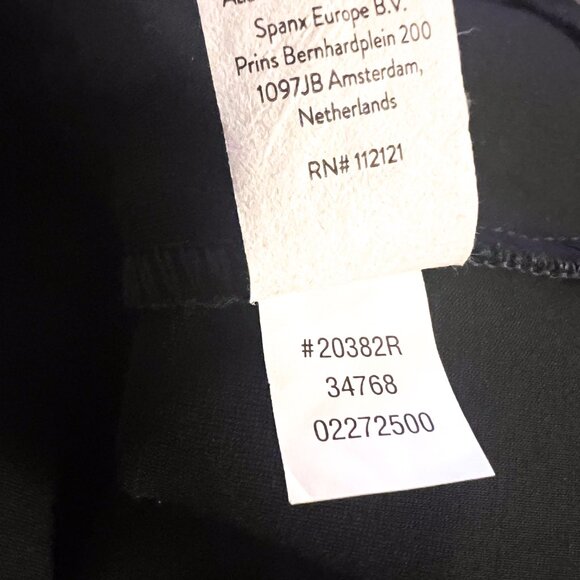 Spanx Europe B.V.
Prins Bernhardplein 200
1097JB Amsterdam,
Netherlands
RN# 112121
#20382R
34768
02272500